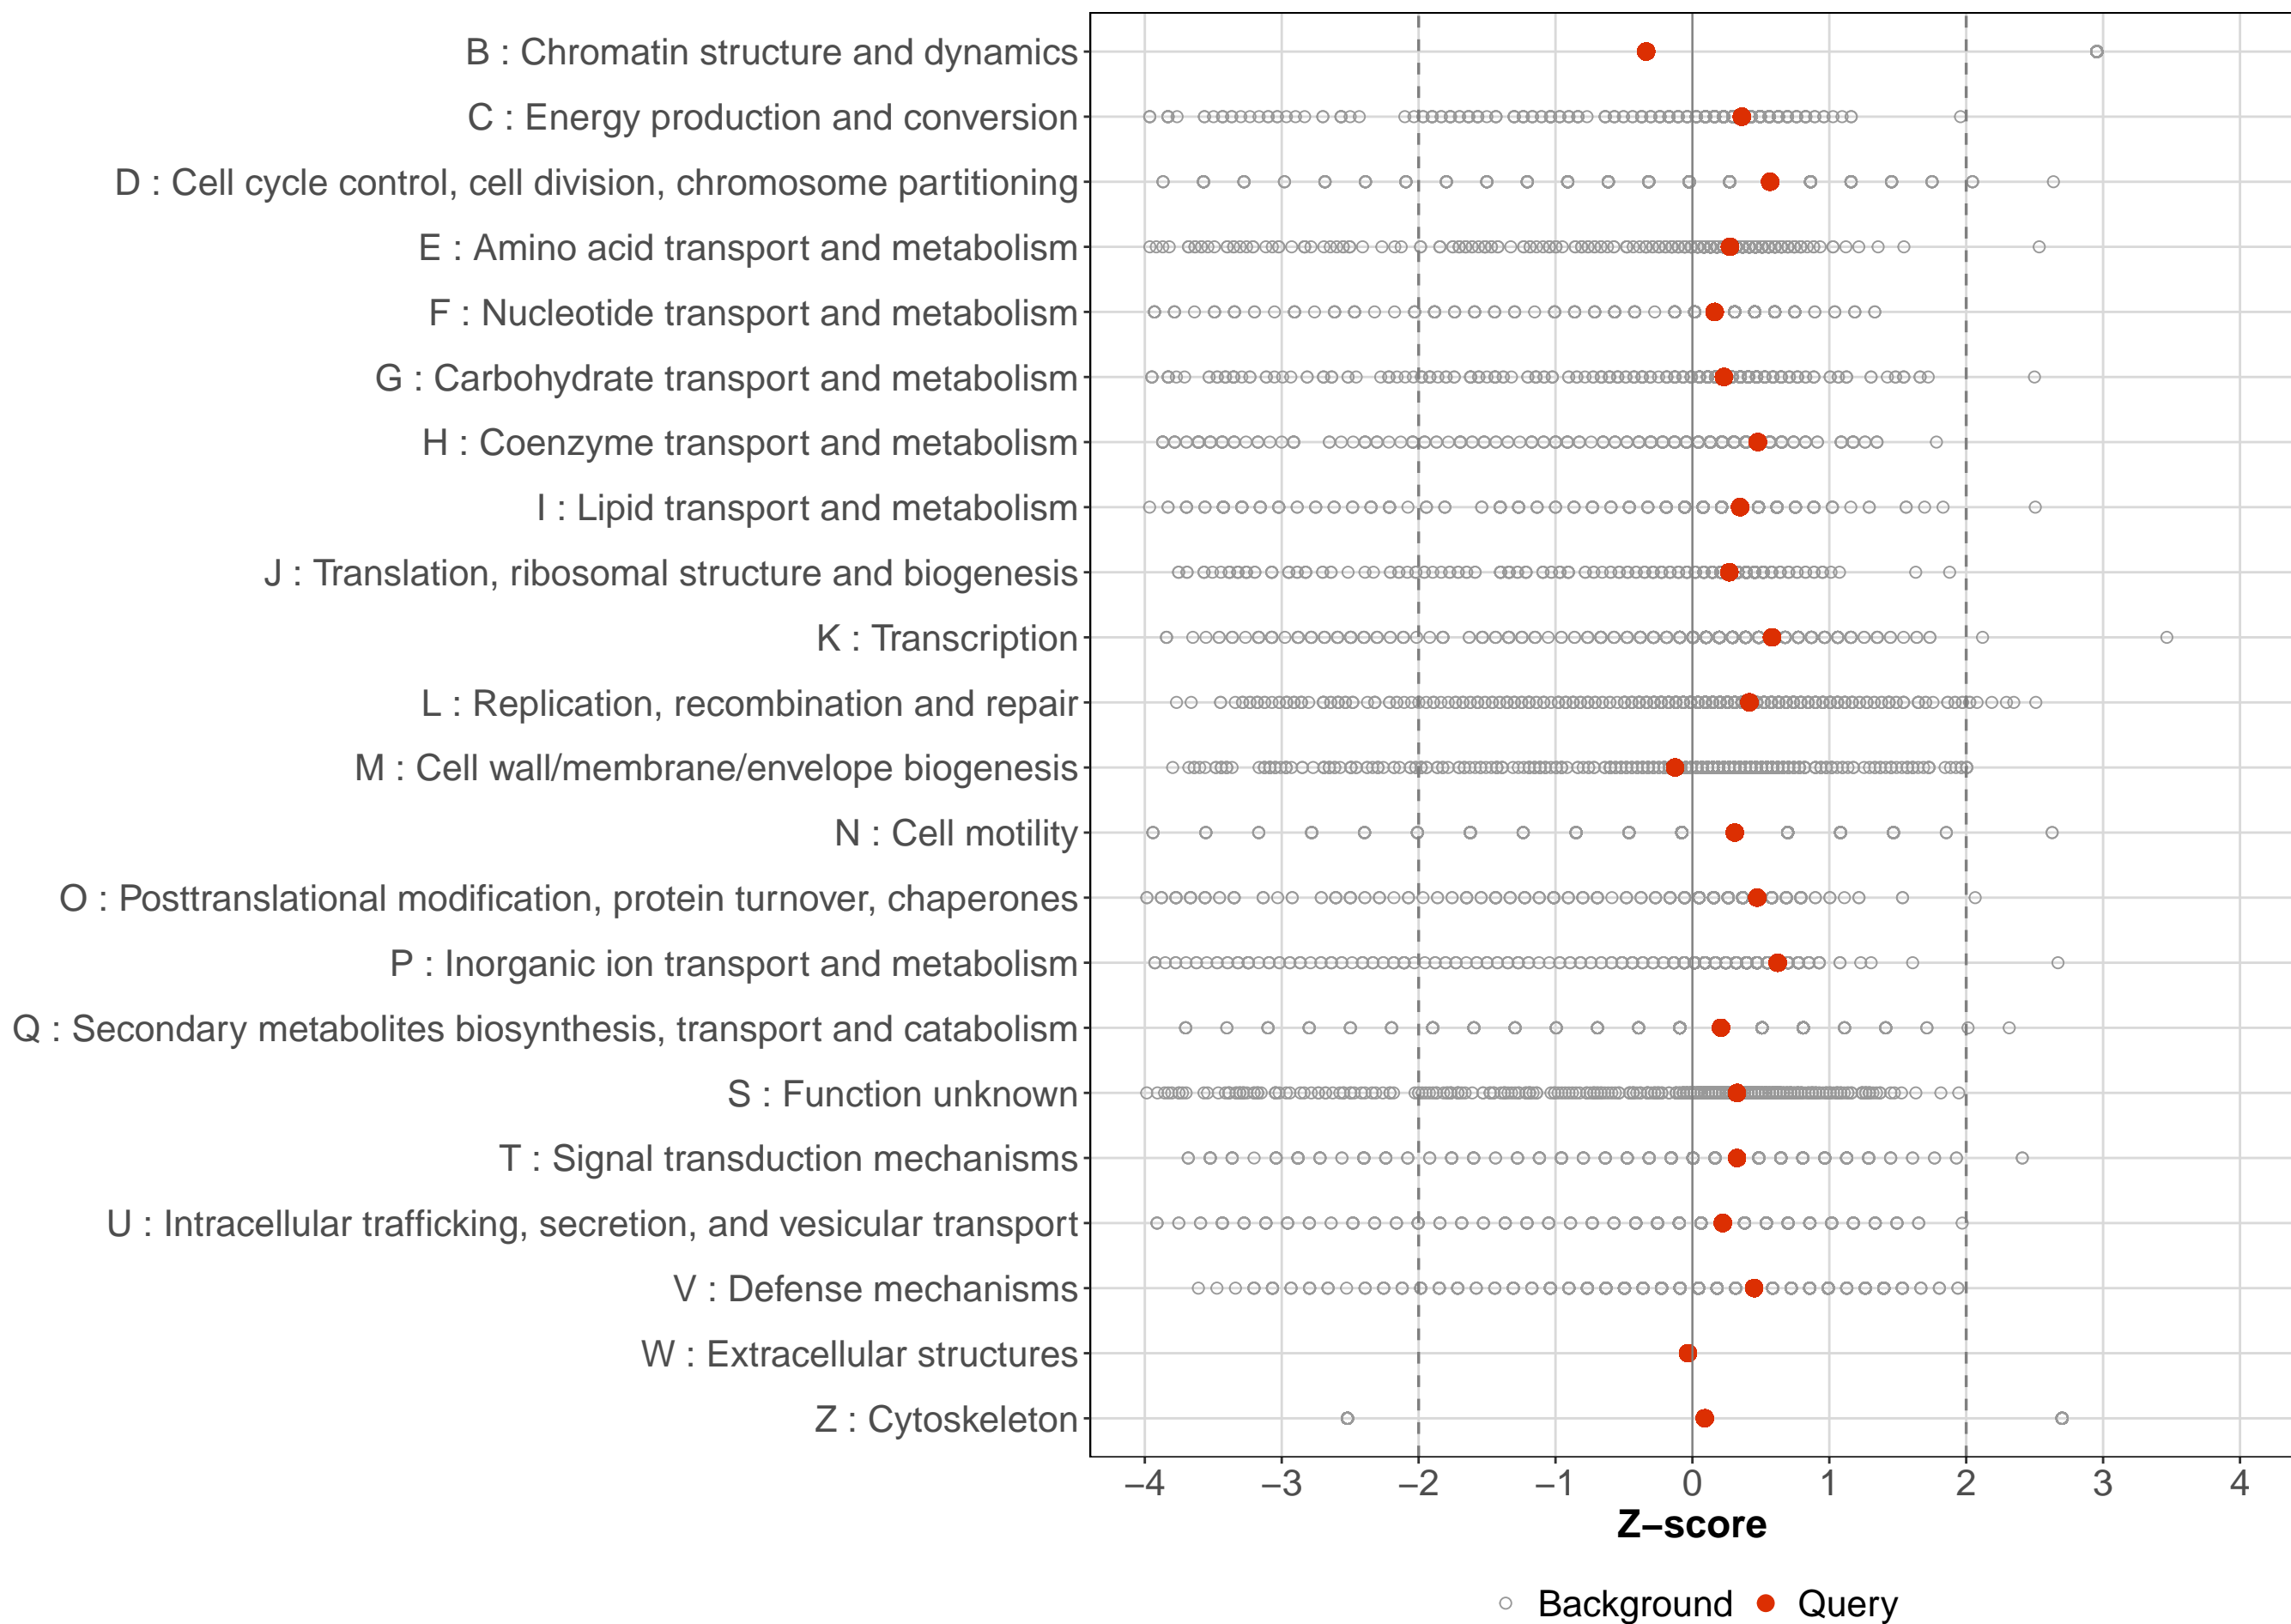 B : Chromatin structure and dynamics
C : Energy production and conversion
D : Cell cycle control, cell division, chromosome partitioning
E : Amino acid transport and metabolism
F : Nucleotide transport and metabolism
G : Carbohydrate transport and metabolism
H : Coenzyme transport and metabolism
I : Lipid transport and metabolism
J : Translation, ribosomal structure and biogenesis
K : Transcription
L : Replication, recombination and repair
M : Cell wall/membrane/envelope biogenesis
N : Cell motility
O : Posttranslational modification, protein turnover, chaperones
P : Inorganic ion transport and metabolism
Q : Secondary metabolites biosynthesis, transport and catabolism
S : Function unknown
T : Signal transduction mechanisms
U : Intracellular trafficking, secretion, and vesicular transport
V : Defense mechanisms
W : Extracellular structures
Z : Cytoskeleton
−4 −3 −2 −1 0 1 2 3 4
Z−score
Background Query